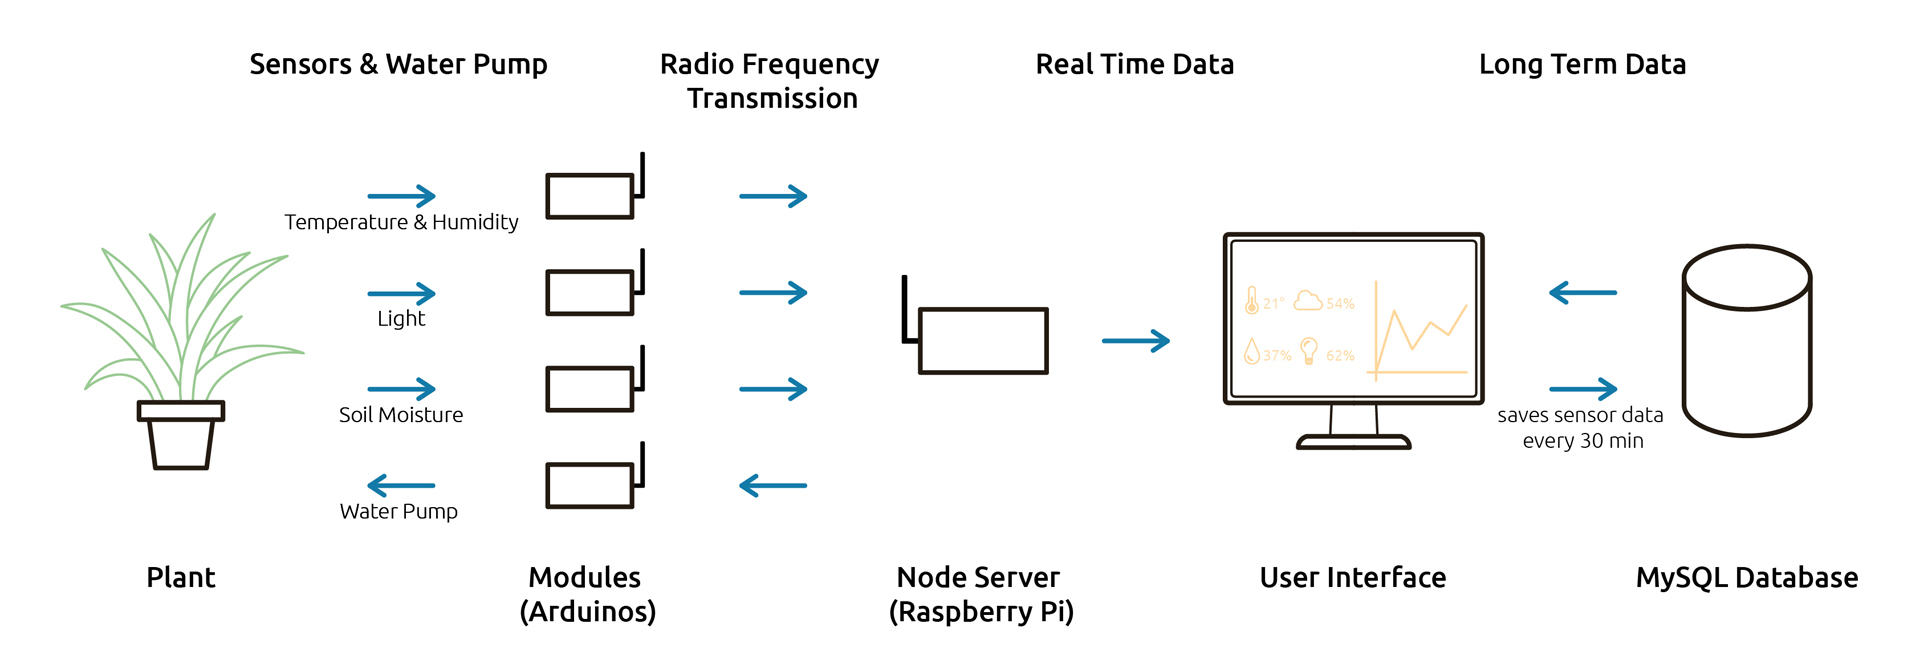 Sensors & Water Pump
Radio Frequency
Transmission
Real Time Data
Long Term Data
Temperature & Humidity
Light
Soil Moisture
Water Pump
21° 54%
37% 62%
saves sensor data
every 30 min
Plant
Modules
(Arduinos)
Node Server
(Raspberry Pi)
User Interface
MySQL Database